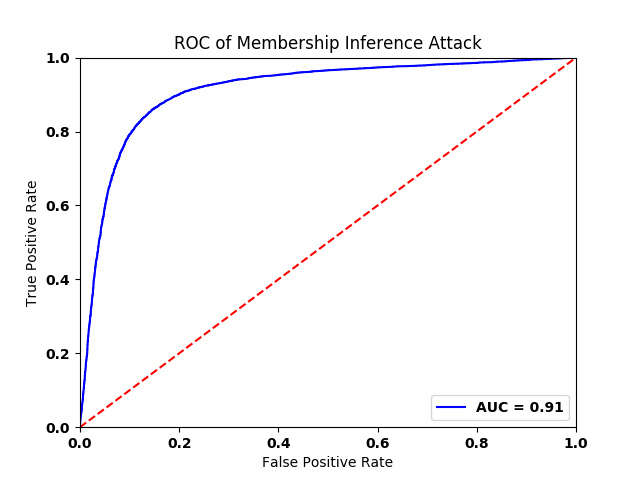 ROC of Membership Inference Attack
True Positive Rate
1.0
0.8
0.6
0.4
0.2
0.0
AUC = 0.91
0.0 0.2 0.4 0.6 0.8 1.0
False Positive Rate